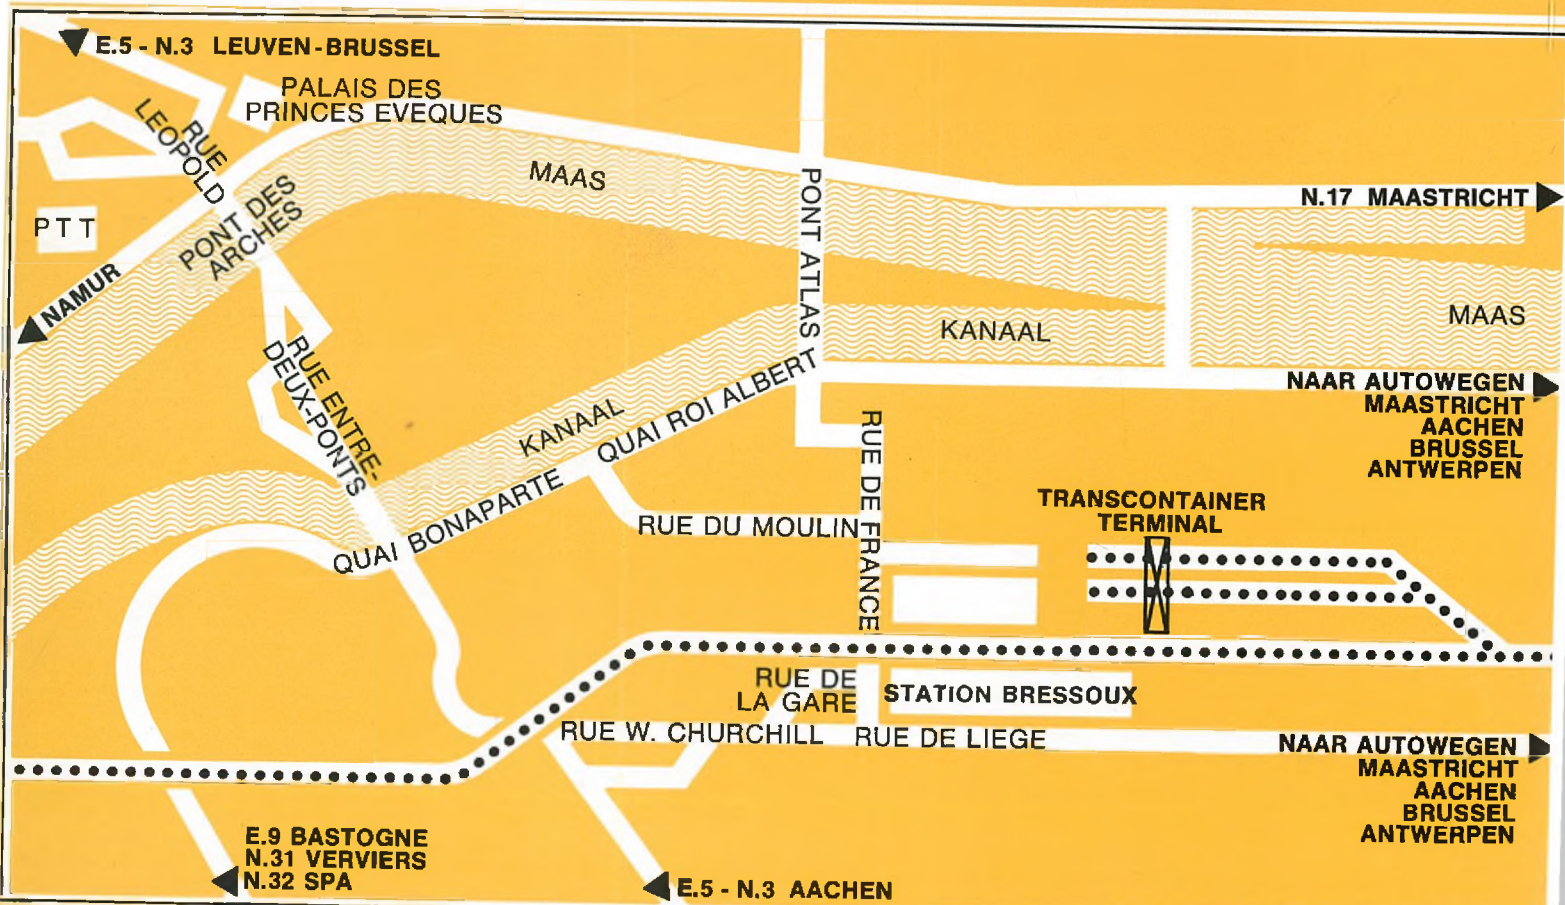 E.5 - N.3 LEUVEN-BRUSSEL
PALAIS DES
PRINCES EVEQUES
RUE
LEOPOLD
MAAS
PONT DES
ARCHES
PTT
NAMUR
PONT ATLAS
N.17 MAASTRICHT
MAAS
KANAAL
NAAR AUTOWEGEN
MAASTRICHT
AACHEN
BRUSSEL
ANTWERPEN
RUE ENTRE-
DEUX-PONTS
KANAAL
QUAI ROI ALBERT
QUAI BONAPARTE
RUE DU MOULIN
RUE DE FRANCE
TRANSCONTAINER
TERMINAL
RUE DE
LA GARE
STATION BRESSOUX
RUE W. CHURCHILL
RUE DE LIEGE
NAAR AUTOWEGEN
MAASTRICHT
AACHEN
BRUSSEL
ANTWERPEN
E.9 BASTOGNE
N.31 VERVIERS
N.32 SPA
E.5 - N.3 AACHEN